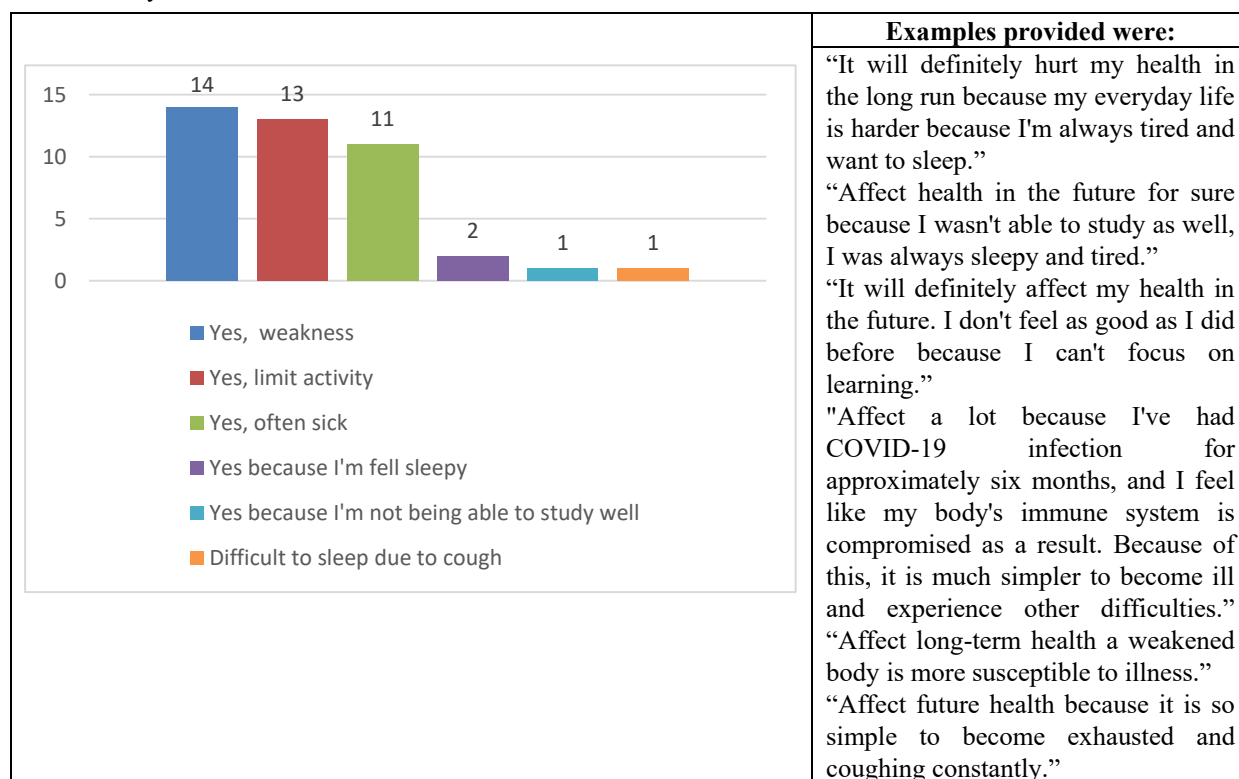 14
13
11
2
1
1
15
10
5
0
Yes,  weakness
Yes, limit activity
Yes, often sick
Yes because I'm fell sleepy
Yes because I'm not being able to study well
Difficult to sleep due to cough
Examples provided were:
“It will definitely hurt my health in
the long run because my everyday life
is harder because I'm always tired and
want to sleep.”
“Affect health in the future for sure
because I wasn't able to study as well,
I was always sleepy and tired.”
“It will definitely affect my health in
the future. I don't feel as good as I did
before because I can't focus on
learning.”
"Affect a lot because I've had
COVID-19 infection for
approximately six months, and I feel
like my body's immune system is
compromised as a result. Because of
this, it is much simpler to become ill
and experience other difficulties.”
“Affect long-term health a weakened
body is more susceptible to illness.”
“Affect future health because it is so
simple to become exhausted and
coughing constantly.”